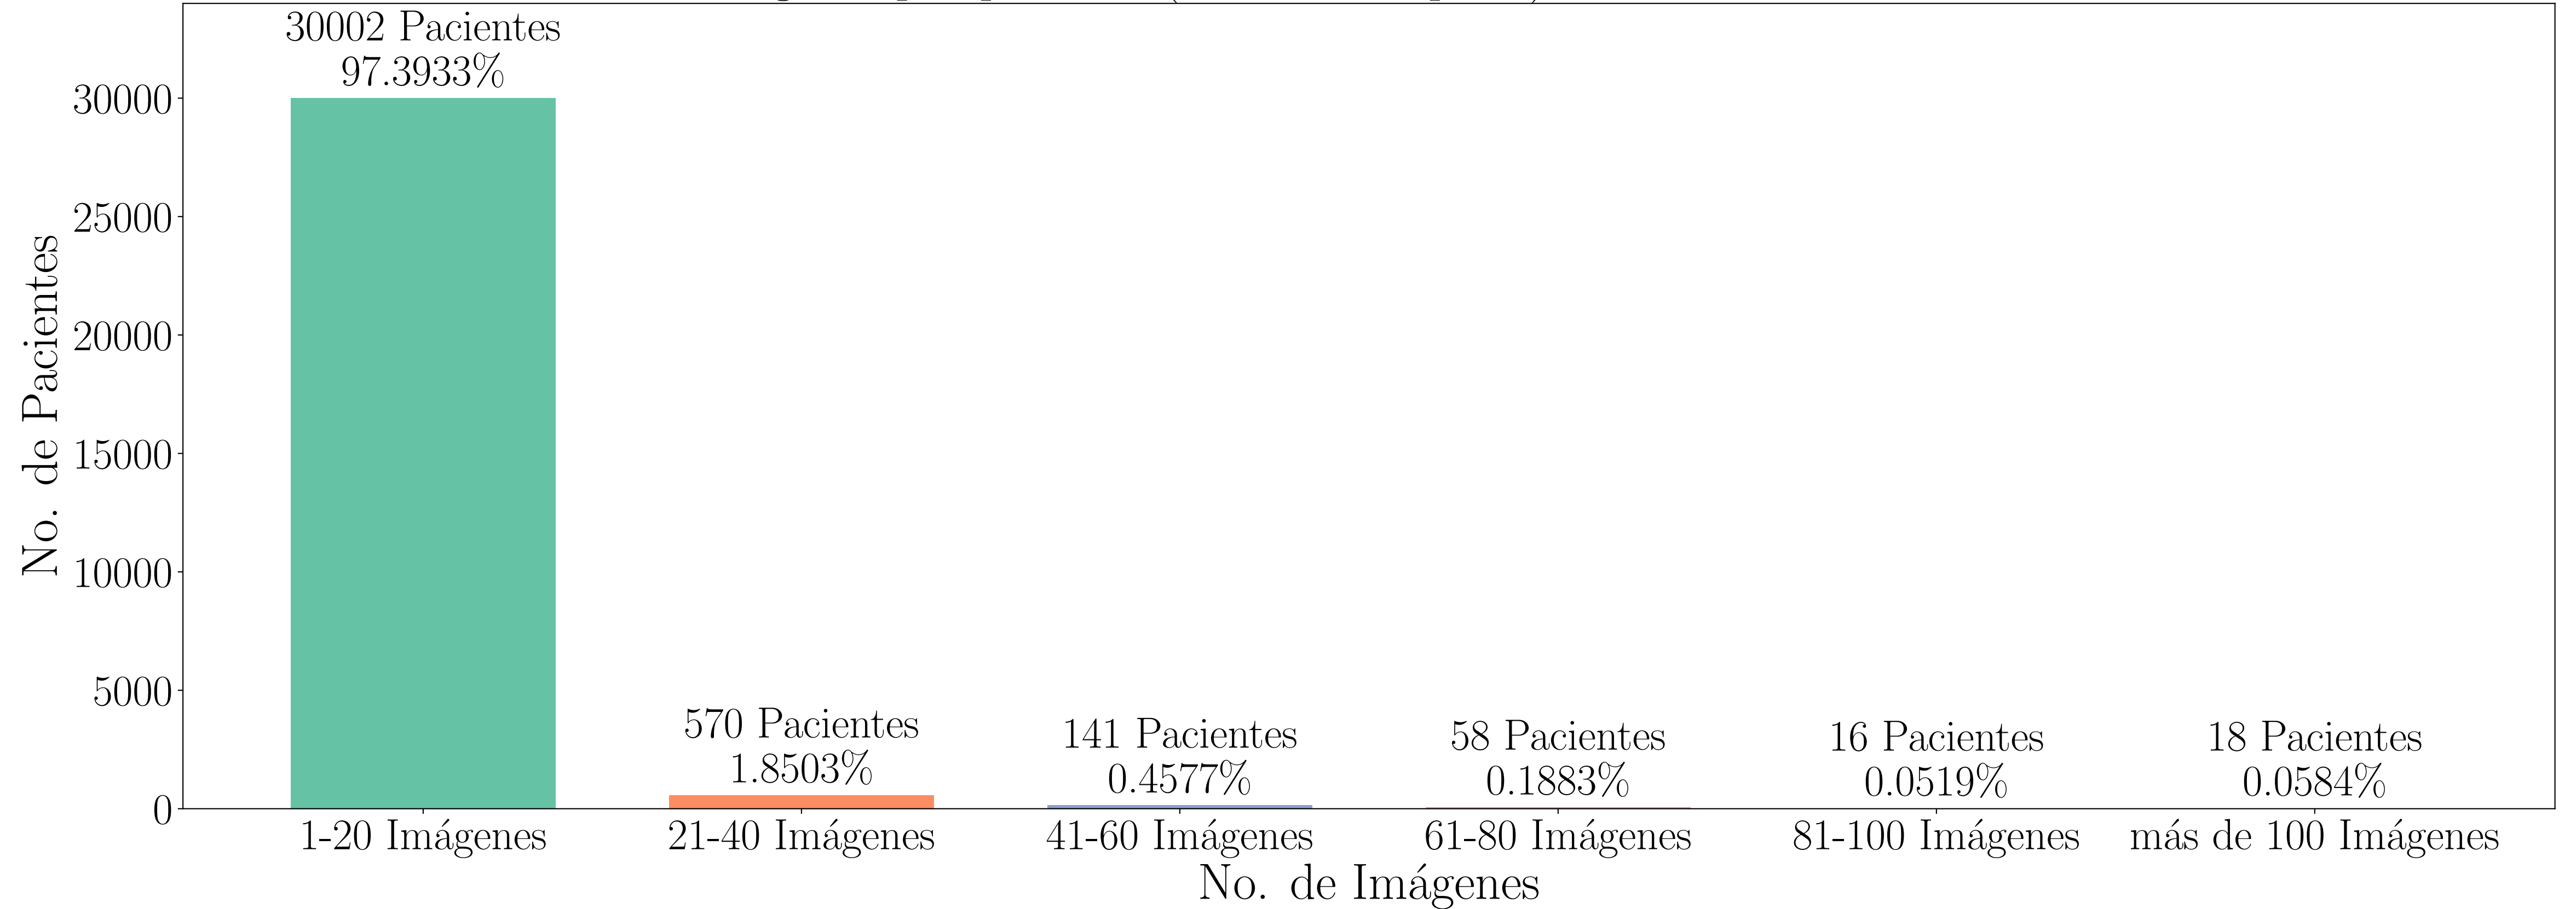 30002 Pacientes
97.3933%
30000
25000
20000
15000
10000
5000
0
No. de Pacientes
570 Pacientes
1.8503%
141 Pacientes
0.4577%
58 Pacientes
0.1883%
16 Pacientes
0.0519%
18 Pacientes
0.0584%
1-20 Imágenes
21-40 Imágenes
41-60 Imágenes
61-80 Imágenes
81-100 Imágenes
más de 100 Imágenes
No. de Imágenes